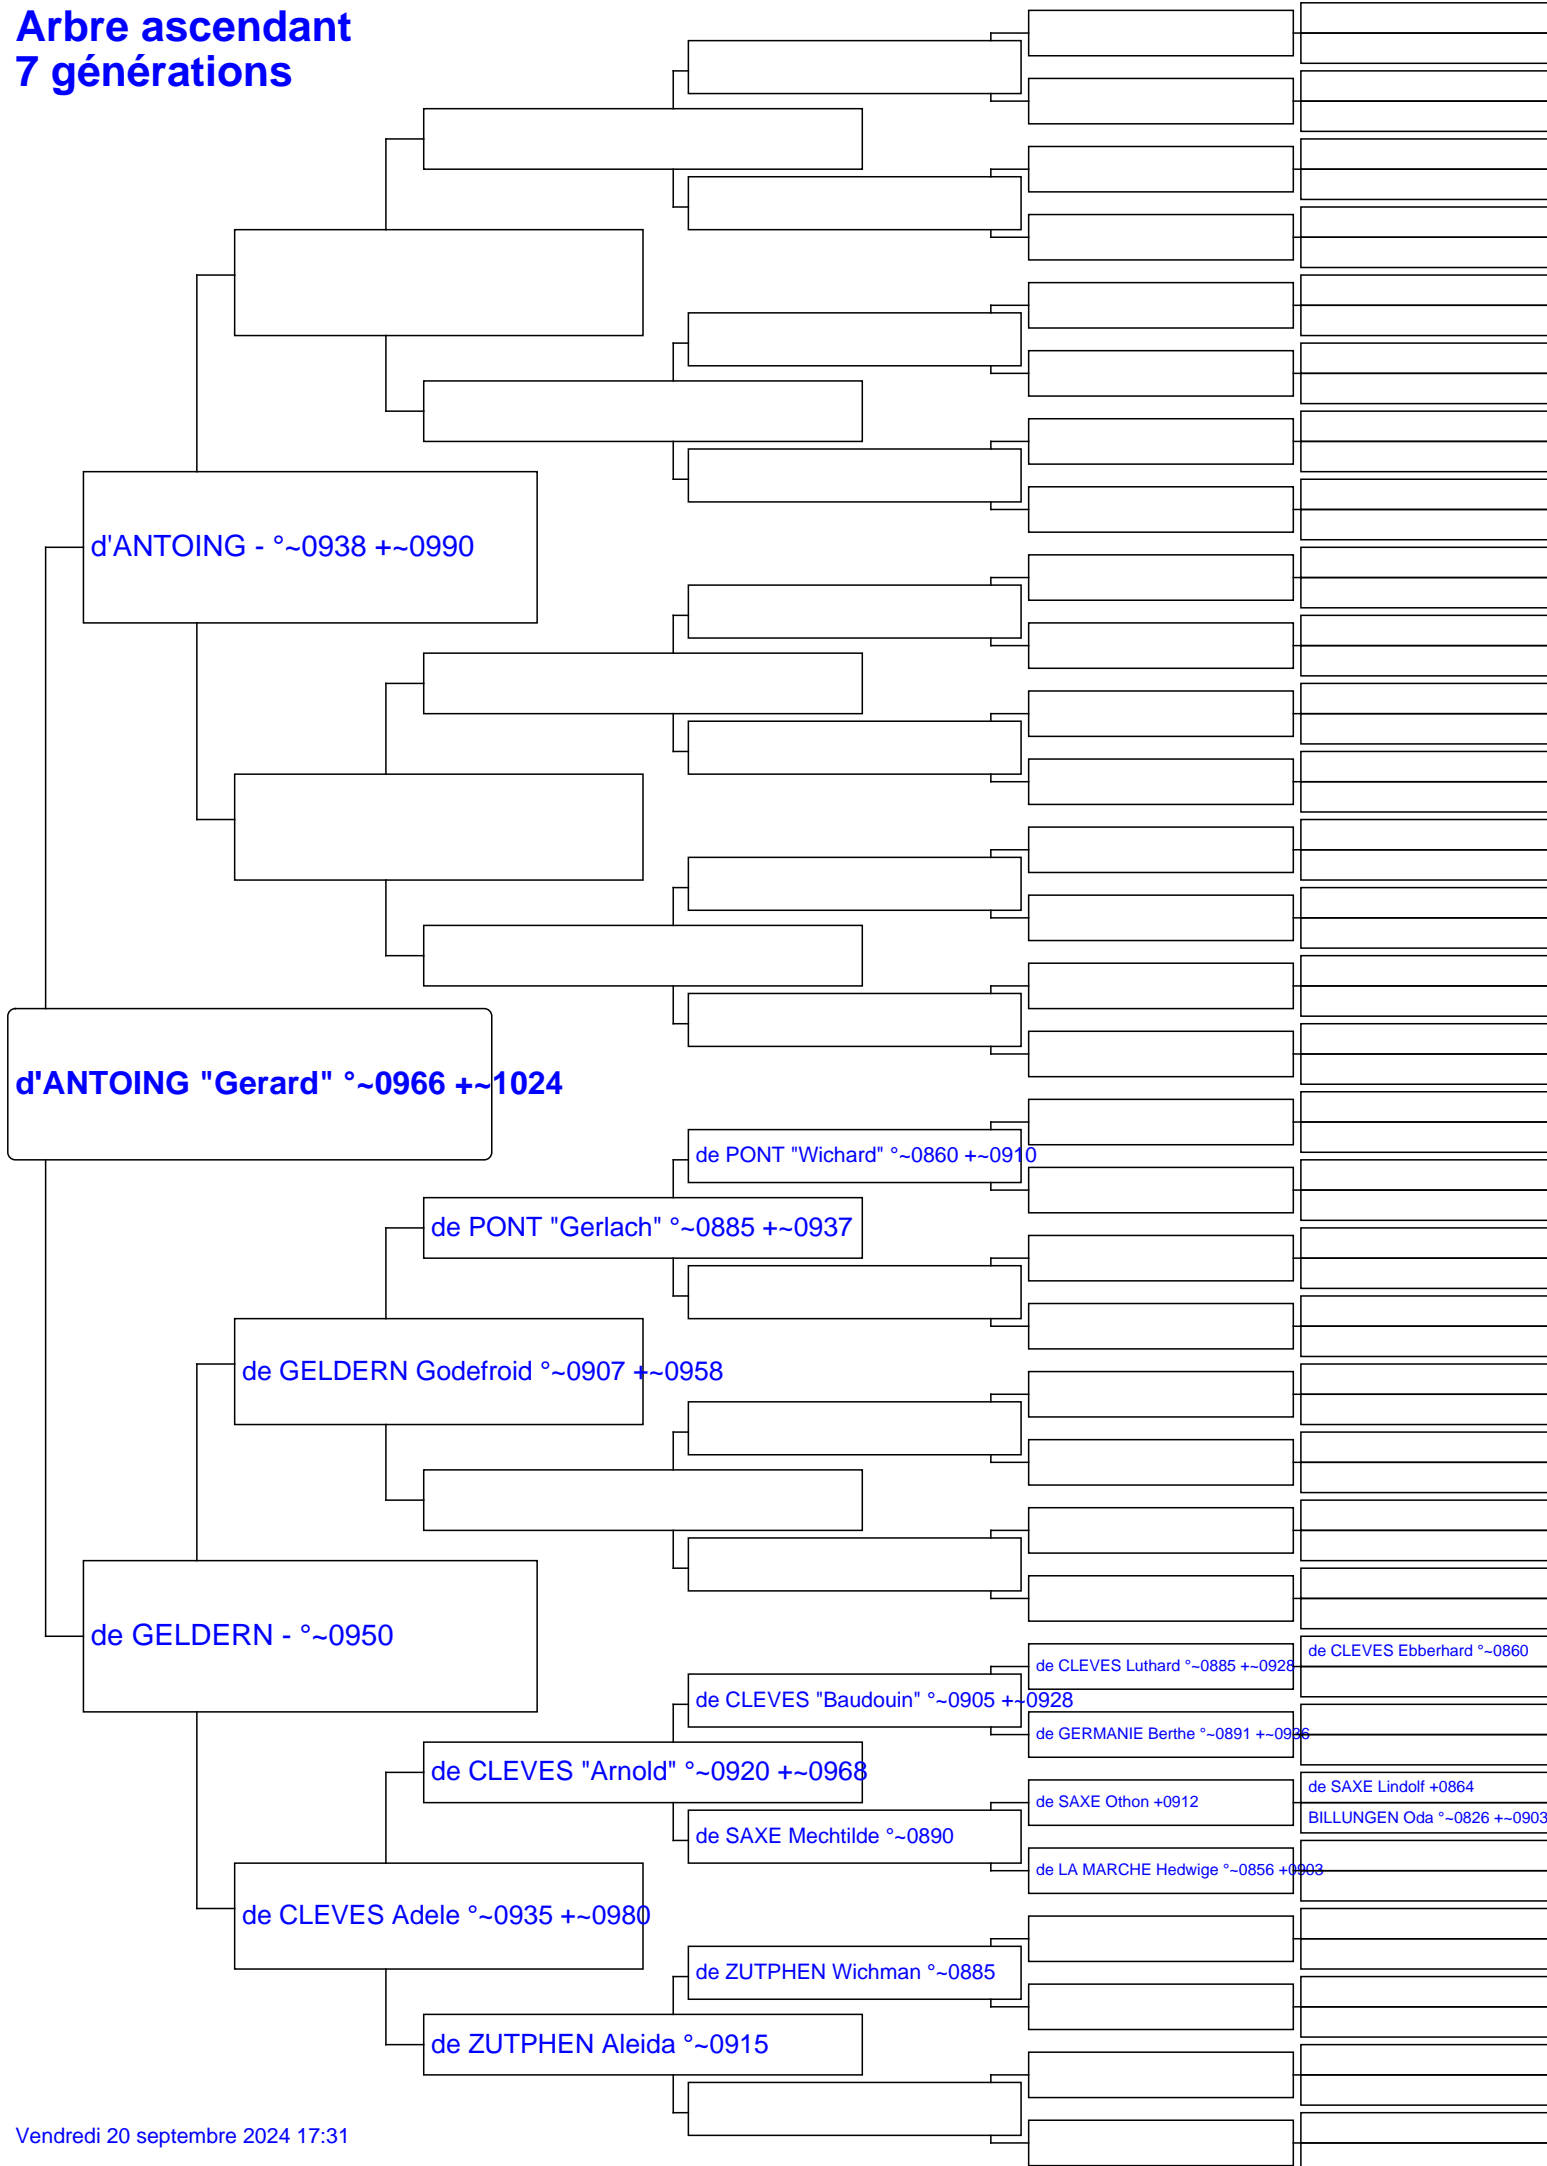 Arbre ascendant
7 générations
d'ANTOING - °~0938 +~0990
d'ANTOING "Gerard" °~0966 +~1024
de PONT "Wichard" °~0860 +~0910
de PONT "Gerlach" °~0885 +~0937
de GELDERN Godefroid °~0907 +~0958
de GELDERN - °~0950
de CLEVES Ebberhard °~0860
de CLEVES Luthard °~0885 +~0928
de CLEVES "Baudouin" °~0905 +~0928
de GERMANIE Berthe °~0891 +~0936
de CLEVES "Arnold" °~0920 +~0968
de SAXE Lindolf +0864
de SAXE Othon +0912
BILLUNGEN Oda °~0826 +~0903
de SAXE Mechtilde °~0890
de LA MARCHE Hedwige °~0856 +0903
de CLEVES Adele °~0935 +~0980
de ZUTPHEN Wichman °~0885
de ZUTPHEN Aleida °~0915
Vendredi 20 septembre 2024 17:31